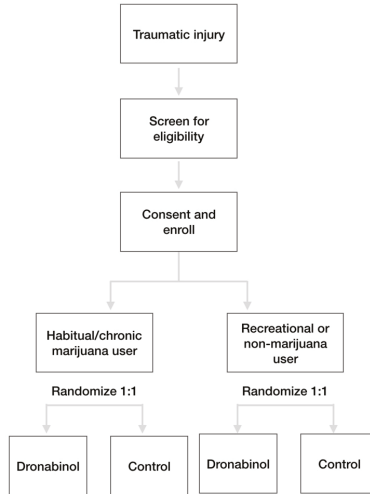 Traumatic injury
Screen for
eligibility
Consent and
enroll
Habitual/chronic
marijuana user
Recreational or
non-marijuana
user
Randomize 1:1
Randomize 1:1
Dronabinol
Control
Dronabinol
Control